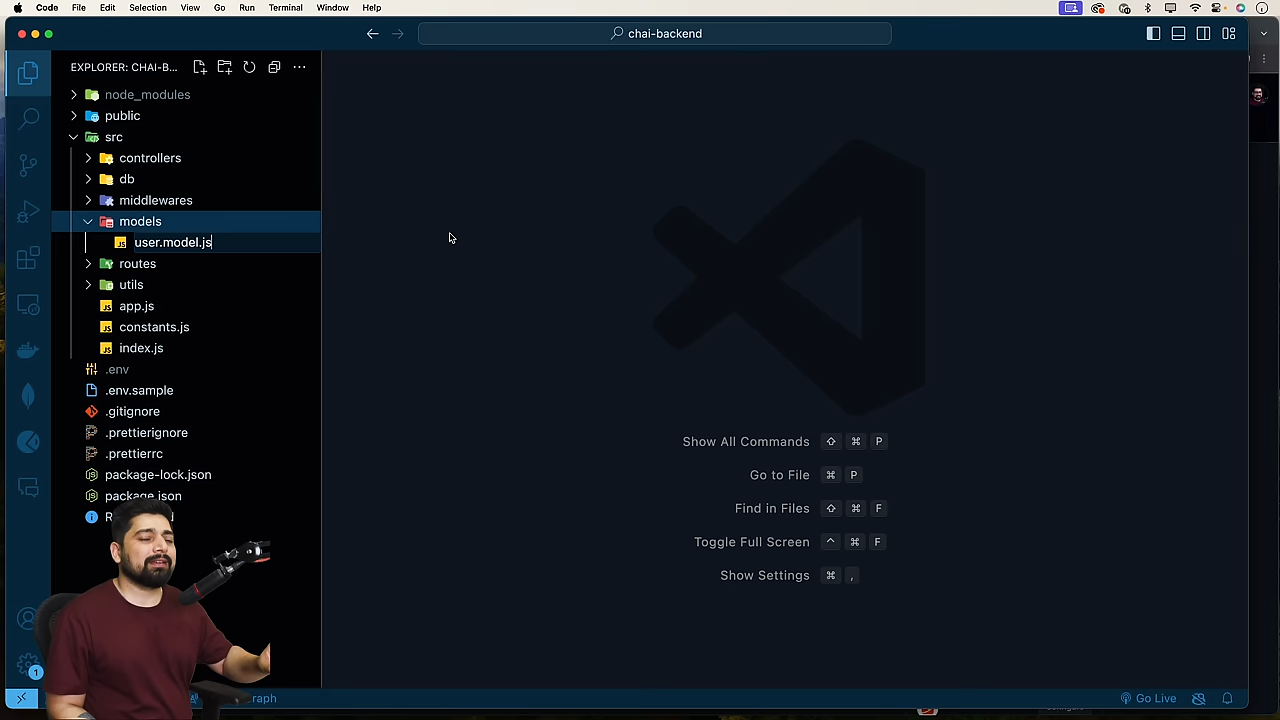 Code File Edit Selection View Go Run Terminal Window Help
chai-backend
EXPLORER: CHAI-B...
node_modules
public
src
controllers
db
middlewares
models
user.model.js
routes
utils
app.js
constants.js
index.js
.env
.env.sample
.gitignore
.prettierignore
.prettierrc
package-lock.json
package.json
Show All Commands ⇧ ⌘ P
Go to File ⌘ P
Find in Files ⇧ ⌘ F
Toggle Full Screen ^ ⌘ F
Show Settings ⌘ ,
1
Go Live